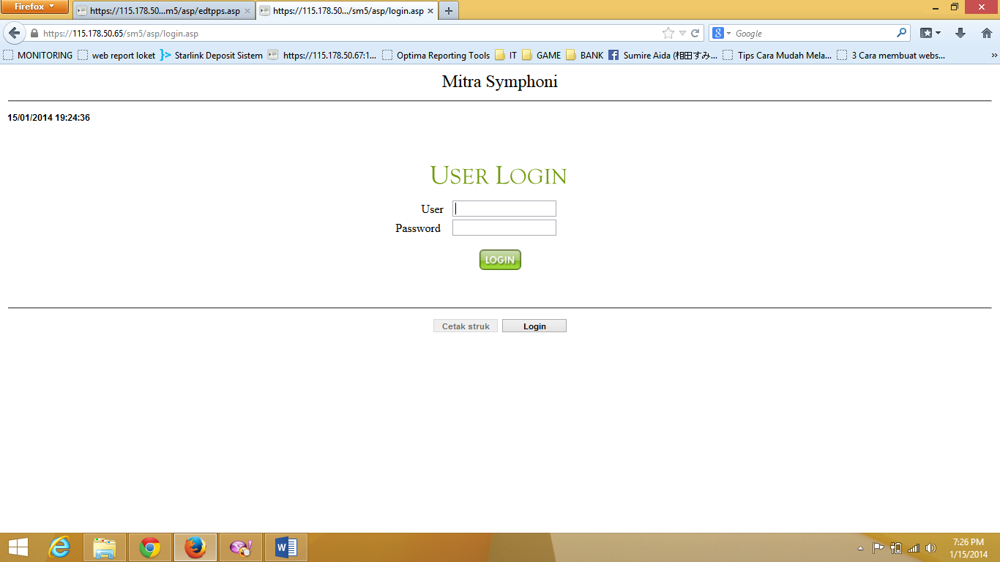 Firefox
https://115.178.50...m5/asp/edtpps.asp
https://115.178.50.../sm5/asp/login.asp
https://115.178.50.65/sm5/asp/login.asp
Google
MONITORING web report loket Starlink Deposit Sistem https://115.178.50.67:1... Optima Reporting Tools IT GAME BANK Sumire Aida (相田すみ... Tips Cara Mudah Mela... 3 Cara membuat webs... »
Mitra Symphoni
15/01/2014 19:24:36
USER LOGIN
User
Password
LOGIN
Cetak struk Login
7:26 PM
1/15/2014